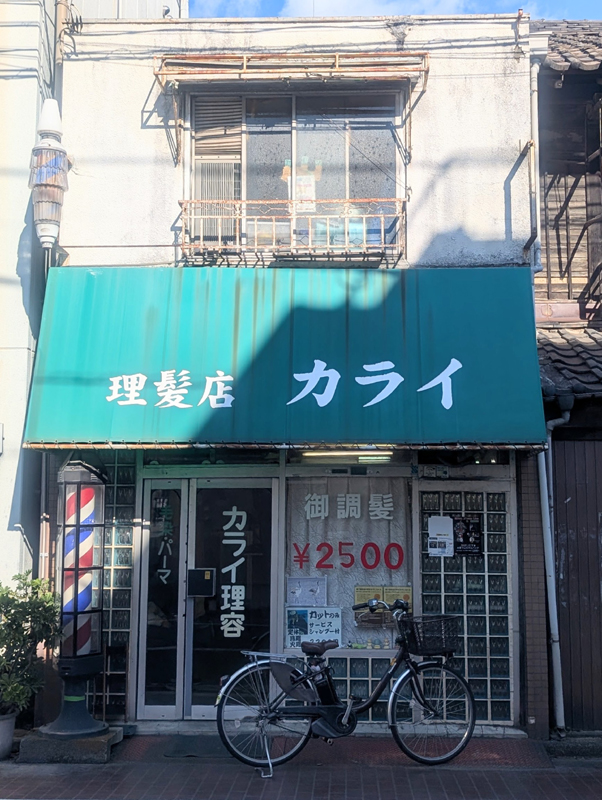 理髪店 カライ
カライ理容
パーマ
御調髪
￥2500
カットのみ
サービス
シャンプー付